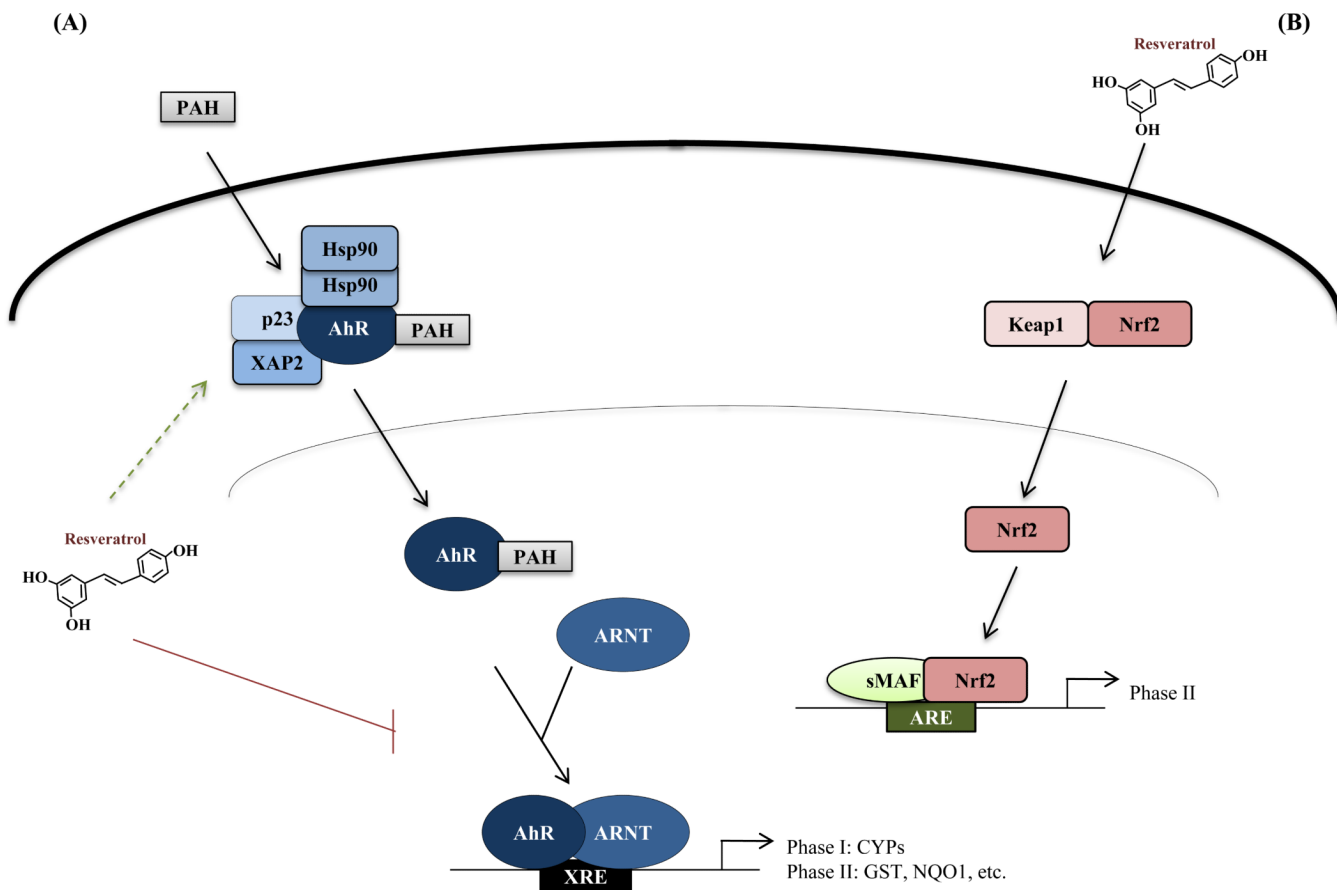 (A)
(B)
Resveratrol
OH
HO
OH
PAH
Hsp90
Hsp90
p23
AhR
PAH
XAP2
Keap1
Nrf2
Resveratrol
OH
HO
OH
AhR
PAH
Nrf2
ARNT
sMAF
Nrf2
ARE
Phase II
AhR
ARNT
XRE
Phase I: CYPs
Phase II: GST, NQO1, etc.